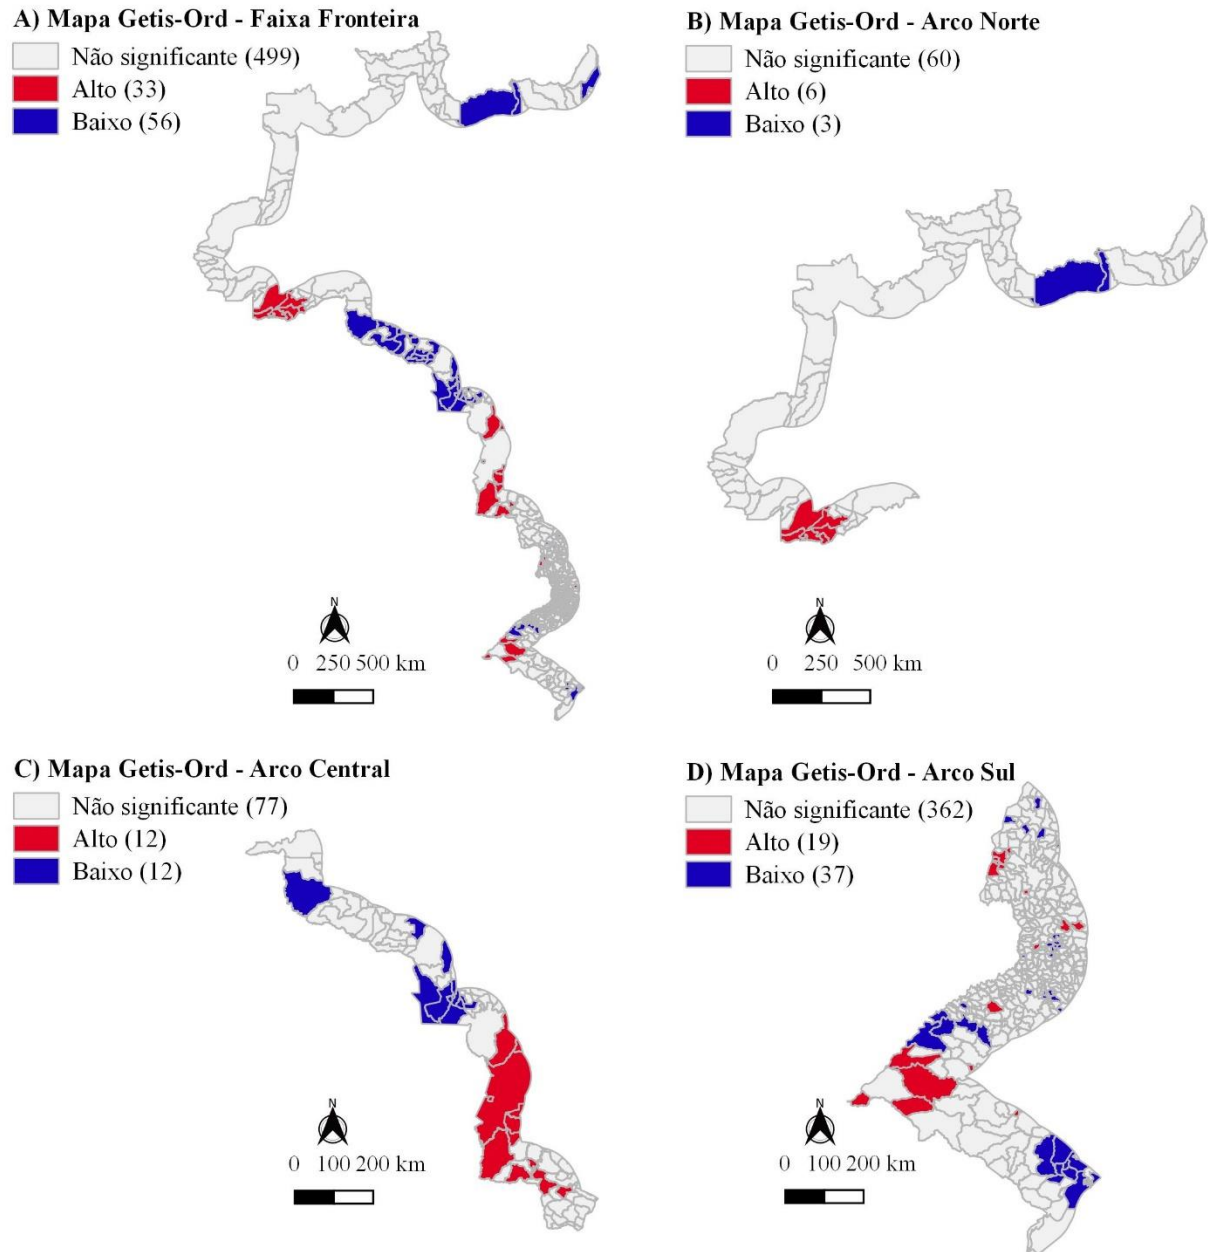 A) Mapa Getis-Ord - Faixa Fronteira
Não significante (499)
Alto (33)
Baixo (56)
N
0 250 500 km
B) Mapa Getis-Ord - Arco Norte
Não significante (60)
Alto (6)
Baixo (3)
N
0 250 500 km
C) Mapa Getis-Ord - Arco Central
Não significante (77)
Alto (12)
Baixo (12)
N
0 100 200 km
D) Mapa Getis-Ord - Arco Sul
Não significante (362)
Alto (19)
Baixo (37)
N
0 100 200 km